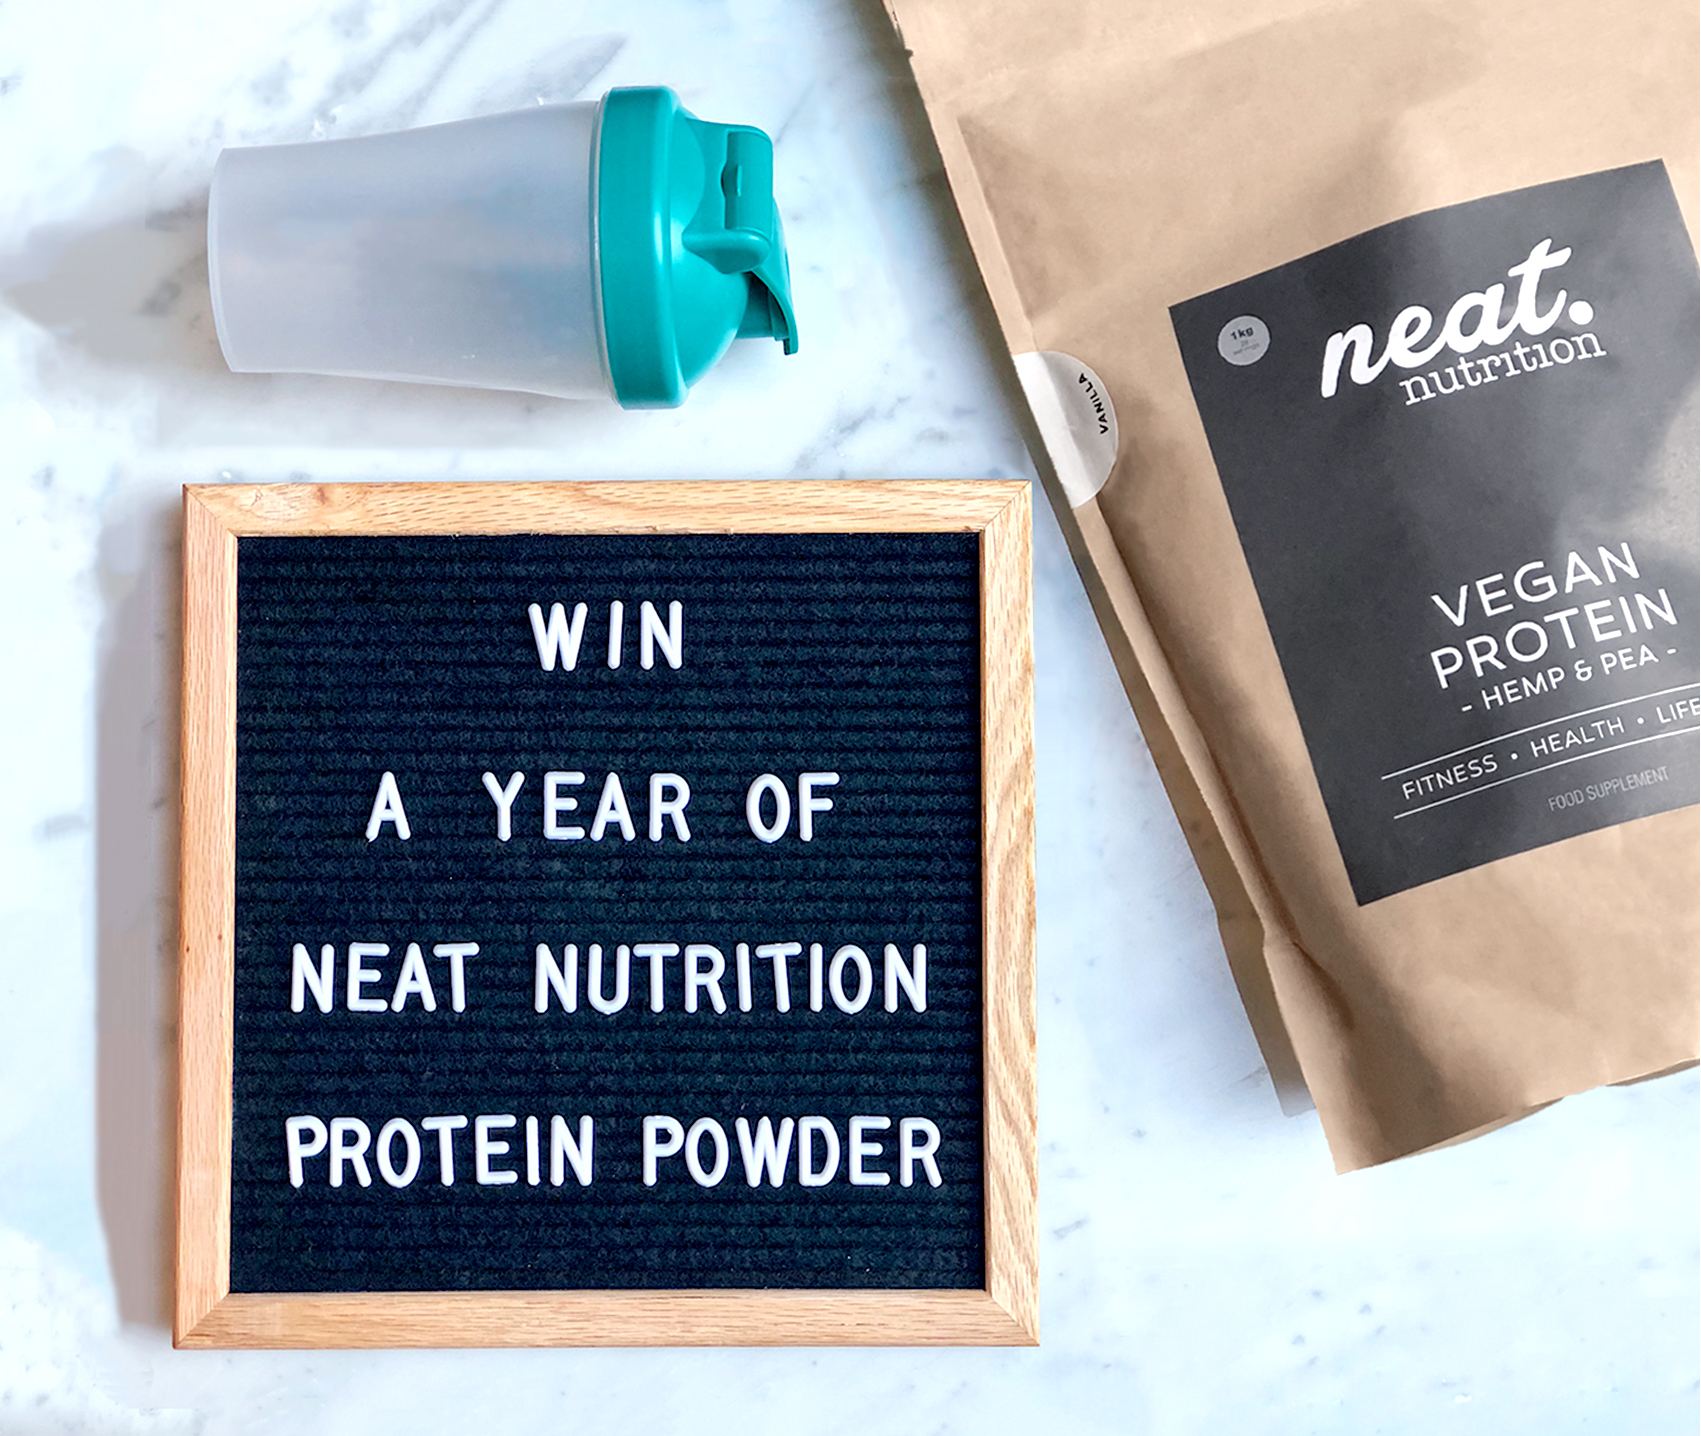 WIN
A YEAR OF
NEAT NUTRITION
PROTEIN POWDER
neat.
nutrition
1kg
VANILLA
VEGAN
PROTEIN
- HEMP & PEA -
FITNESS • HEALTH • LIFE
FOOD SUPPLEMENT